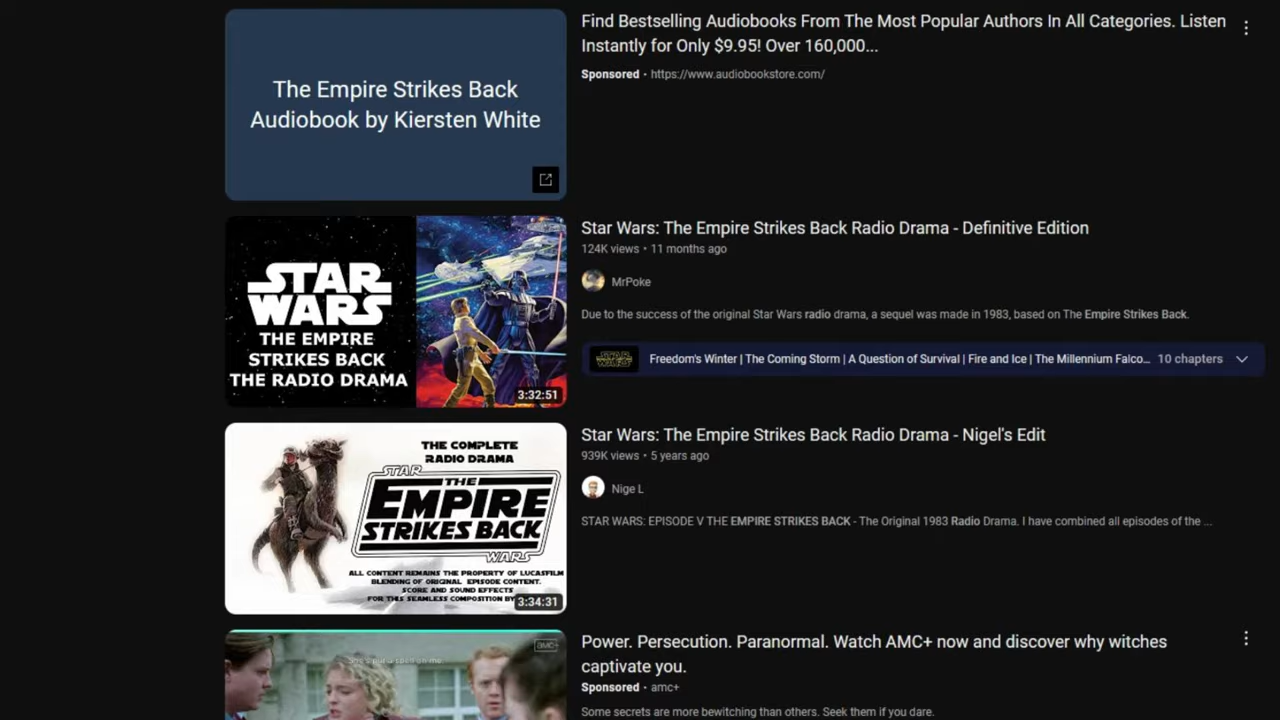 The Empire Strikes Back
Audiobook by Kiersten White
Find Bestselling Audiobooks From The Most Popular Authors In All Categories. Listen
Instantly for Only $9.95! Over 160,000...
Sponsored · https://www.audiobookstore.com/
STAR
WARS
THE EMPIRE
STRIKES BACK
THE RADIO DRAMA
3:32:51
Star Wars: The Empire Strikes Back Radio Drama - Definitive Edition
124K views · 11 months ago
MrPoke
Due to the success of the original Star Wars radio drama, a sequel was made in 1983, based on The Empire Strikes Back.
STAR WARS
Freedom's Winter | The Coming Storm | A Question of Survival | Fire and Ice | The Millennium Falco... 10 chapters
THE COMPLETE
RADIO DRAMA
STAR
THE
EMPIRE
STRIKES BACK
WARS
ALL CONTENT REMAINS THE PROPERTY OF LUCASFILM
BLENDING OF ORIGINAL EPISODE CONTENT.
SCORE AND SOUND EFFECTS
FOR THIS SEAMLESS COMPOSITION BY
3:34:31
Star Wars: The Empire Strikes Back Radio Drama - Nigel's Edit
939K views · 5 years ago
Nige L
STAR WARS: EPISODE V THE EMPIRE STRIKES BACK - The Original 1983 Radio Drama. I have combined all episodes of the ...
amc+
She's put a spell on me.
Power. Persecution. Paranormal. Watch AMC+ now and discover why witches
captivate you.
Sponsored · amc+
Some secrets are more bewitching than others. Seek them if you dare.